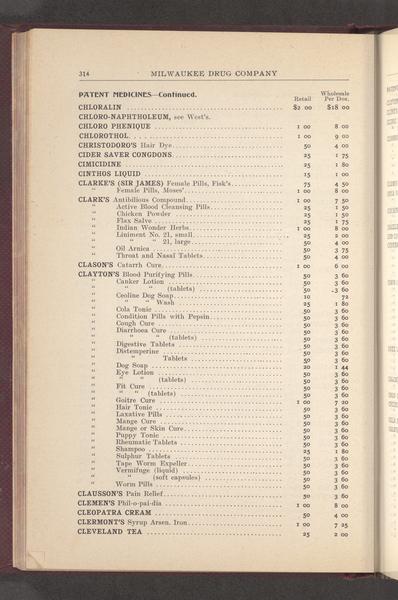 314 MILWAUKEE DRUG COMPANY
PATENT MEDICINES—Continued.
Retail Wholesale Per Doz.
CHLORALIN $2 00 $18 00
CHLORO-NAPHTHOLEUM, see West's.
CHLORO PHENIQUE 1 00 8 00
CHLOROTHOL 1 00 9 00
CHRISTODORO'S Hair Dye 50 4 00
CIDER SAVER CONGDONS 25 1 75
CIMICIDINE 25 1 80
CINTHOS LIQUID 15 1 00
CLARKE'S (SIR JAMES) Female Pills, Fisk's 75 4 50
" Female Pills, Moses' 1 00 8 00
CLARK'S Antibilious Compound 1 00 7 50
" Active Blood Cleansing Pills 25 1 50
" Chicken Powder 25 1 50
" Flax Salve 25 1 75
" Indian Wonder Herbs 1 00 8 00
" Liniment No. 21, small 25 2 00
" " " 21, large 50 4 00
" Oil Arnica 50 3 75
" Throat and Nasal Tablets 50 4 00
CLASON'S Catarrh Cure 1 00 6 00
CLAYTON'S Blood Purifying Pills 50 3 60
" Canker Lotion 50 3 60
" " " (tablets) 50 3 60
" Ceoline Dog Soap 10 72
" " " Wash 25 1 80
" Cola Tonic 50 3 60
" Condition Pills with Pepsin 50 3 60
" Cough Cure 50 3 60
" Diarrhoea Cure 50 3 60
" " " (tablets) 50 3 60
" Digestive Tablets 50 3 60
" Distemperine 50 3 60
" " Tablets 50 3 60
" Dog Soap 20 1 44
" Eye Lotion 50 3 60
" " " (tablets) 50 3 60
" Fit Cure 50 3 60
" " " (tablets) 50 3 60
" Goitre Cure 1 00 7 20
" Hair Tonic 50 3 60
" Laxative Pills 50 3 60
" Mange Cure 50 3 60
" Mange or Skin Cure 50 3 60
" Puppy Tonic 50 3 60
" Rheumatic Tablets 50 3 60
" Shampoo 25 1 80
" Sulphur Tablets 50 3 60
" Tape Worm Expeller 50 3 60
" Vermifuge (liquid) 50 3 60
" " (soft capsules) 50 3 60
" Worm Pills 50 3 60
CLAUSSON'S Pain Relief 50 3 60
CLEMEN'S Phil-o-pai-dia 1 00 8 00
CLEOPATRA CREAM 50 4 00
CLERMONT'S Syrup Arsen. Iron 1 00 7 25
CLEVELAND TEA 25 2 00